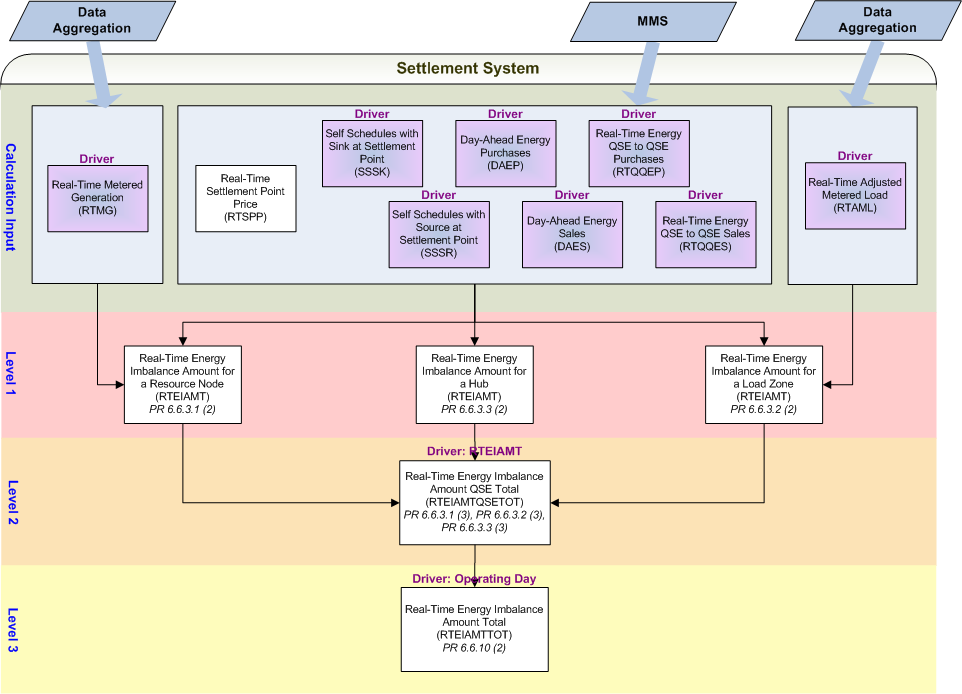 Data
Aggregation
MMS
Data
Aggregation
Settlement System
Calculation Input
Driver
Real-Time Metered
Generation
(RTMG)
Real-Time
Settlement Point
Price
(RTSPP)
Driver
Self Schedules with
Sink at Settlement
Point
(SSSK)
Driver
Day-Ahead Energy
Purchases
(DAEP)
Driver
Real-Time Energy
QSE to QSE
Purchases
(RTQQEP)
Driver
Self Schedules with
Source at
Settlement Point
(SSSR)
Driver
Day-Ahead Energy
Sales
(DAES)
Driver
Real-Time Energy
QSE to QSE Sales
(RTQQES)
Driver
Real-Time Adjusted
Metered Load
(RTAML)
Level 1
Real-Time Energy
Imbalance Amount for
a Resource Node
(RTEIAMT)
PR 6.6.3.1 (2)
Real-Time Energy
Imbalance Amount for
a Hub
(RTEIAMT)
PR 6.6.3.3 (2)
Real-Time Energy
Imbalance Amount for
a Load Zone
(RTEIAMT)
PR 6.6.3.2 (2)
Level 2
Driver: RTEIAMT
Real-Time Energy Imbalance
Amount QSE Total
(RTEIAMTQSETOT)
PR 6.6.3.1 (3), PR 6.6.3.2 (3),
PR 6.6.3.3 (3)
Level 3
Driver: Operating Day
Real-Time Energy Imbalance
Amount Total
(RTEIAMTTOT)
PR 6.6.10 (2)